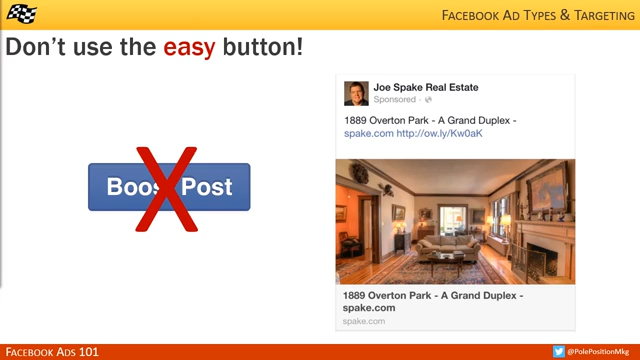 FACEBOOK AD TYPES & TARGETING
Don't use the easy button!
Boost Post
Joe Spake Real Estate
Sponsored ·
1889 Overton Park - A Grand Duplex -
spake.com http://ow.ly/Kw0aK
1889 Overton Park - A Grand Duplex -
spake.com
spake.com
FACEBOOK ADS 101
@PolePositionMkg